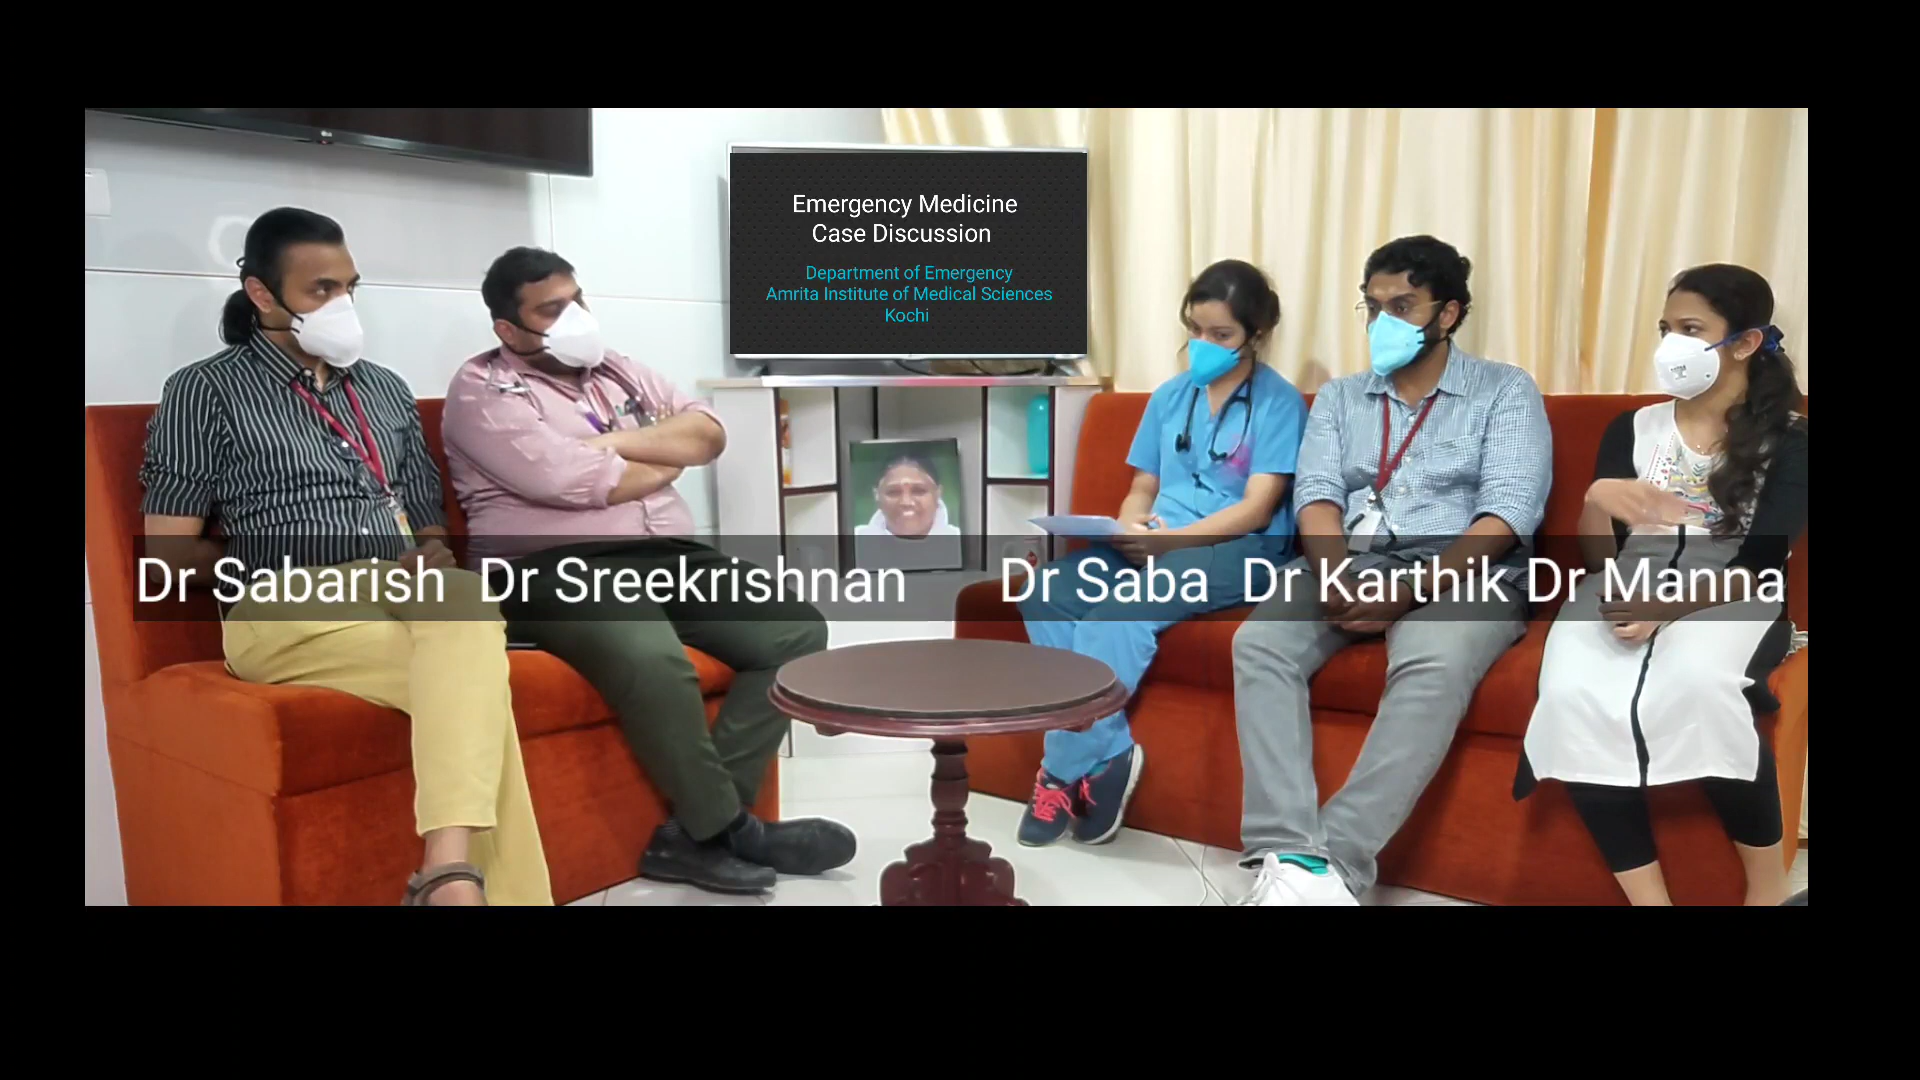 LG
Emergency Medicine
Case Discussion
Department of Emergency
Amrita Institute of Medical Sciences
Kochi
Dr Sabarish Dr Sreekrishnan Dr Saba Dr Karthik Dr Manna